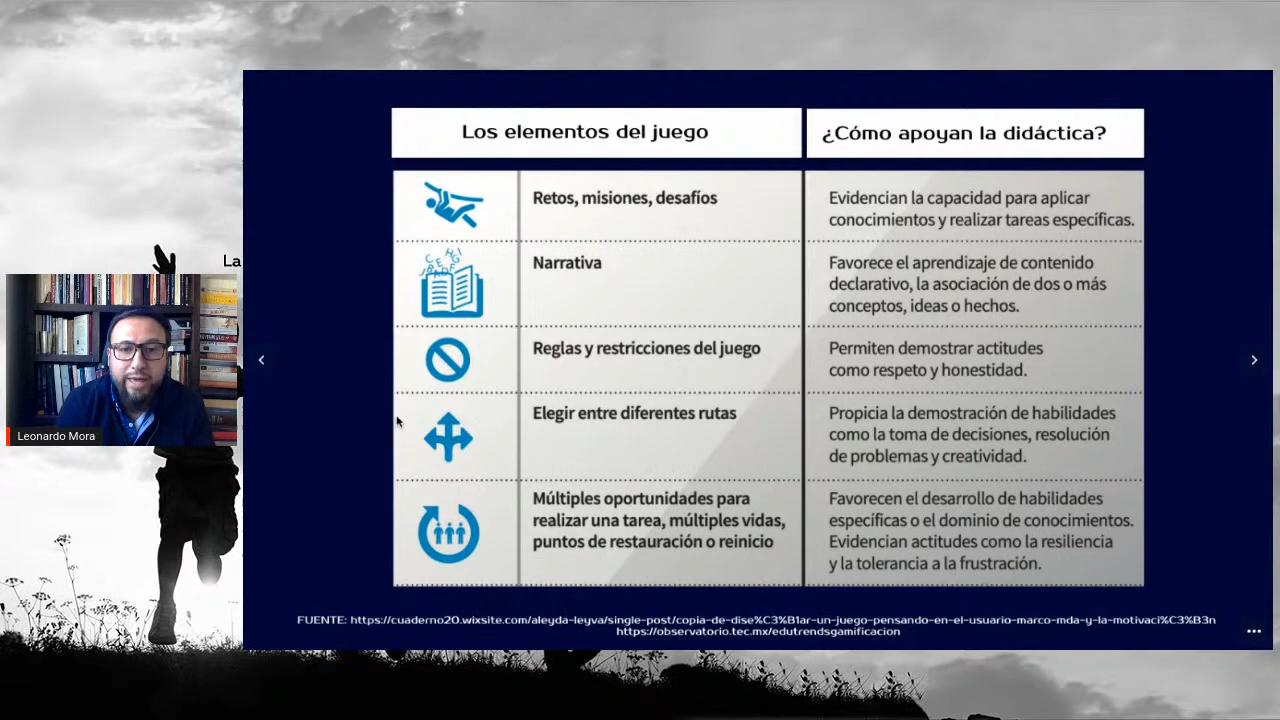 Los elementos del juego
¿Cómo apoyan la didáctica?
Retos, misiones, desafíos
Evidencian la capacidad para aplicar
conocimientos y realizar tareas específicas.
Narrativa
Favorece el aprendizaje de contenido
declarativo, la asociación de dos o más
conceptos, ideas o hechos.
Reglas y restricciones del juego
Permiten demostrar actitudes
como respeto y honestidad.
Elegir entre diferentes rutas
Propicia la demostración de habilidades
como la toma de decisiones, resolución
de problemas y creatividad.
Múltiples oportunidades para
realizar una tarea, múltiples vidas,
puntos de restauración o reinicio
Favorecen el desarrollo de habilidades
específicas o el dominio de conocimientos.
Evidencian actitudes como la resiliencia
y la tolerancia a la frustración.
FUENTE: https://cuaderno20.wixsite.com/aleyda-leyva/single-post/copia-de-dise%C3%B1ar-un-juego-pensando-en-el-usuario-marco-mda-y-la-motivaci%C3%B3n
https://observatorio.tec.mx/edutrendsgamificacion
La
Leonardo Mora